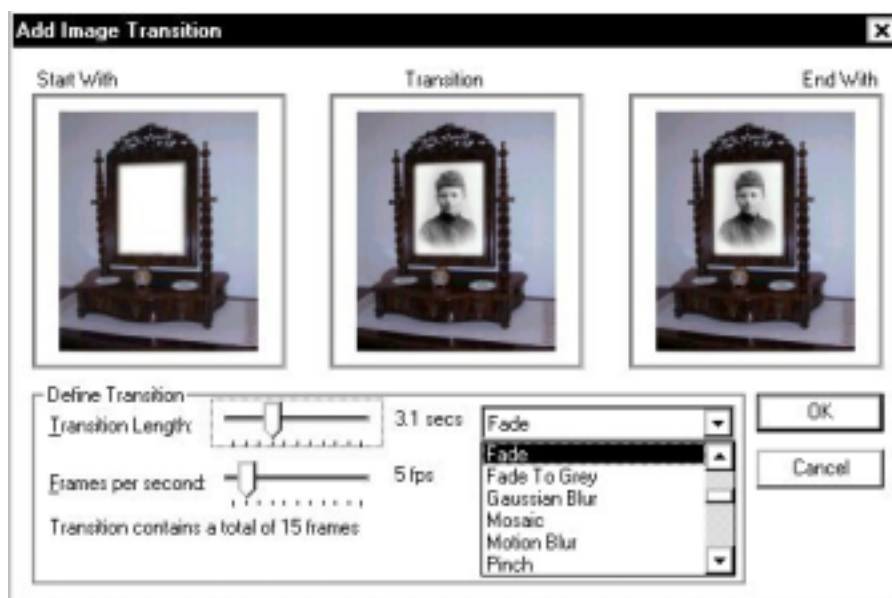 Add Image Transition
Start With
Transition
End With
Define Transition
Transition Length:
3.1 secs
Fade
OK
Fade
Fade To Grey
Gaussian Blur
Mosaic
Motion Blur
Pinch
Frames per second:
5 fps
Cancel
Transition contains a total of 15 frames